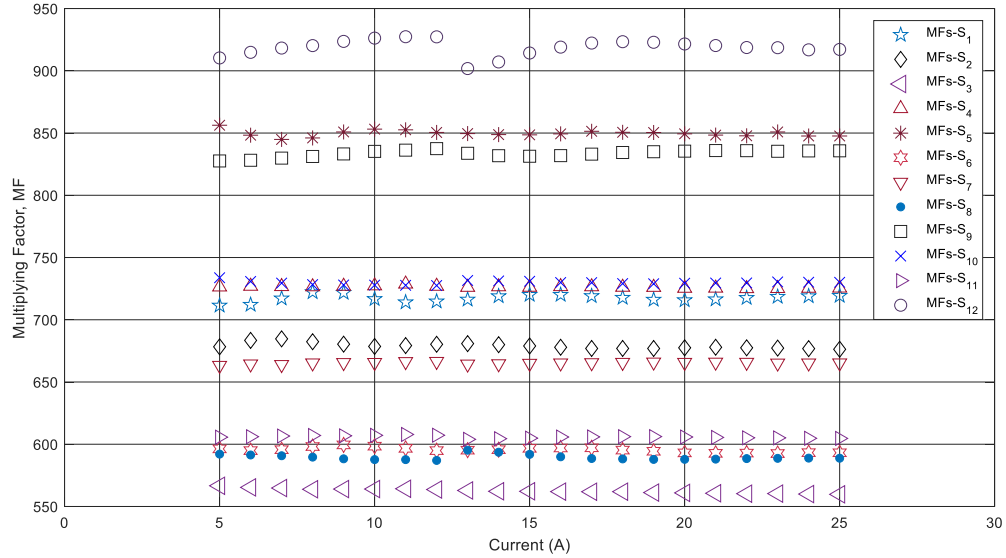 950
900
850
800
750
700
650
600
550
Multiplying Factor, MF
0
5
10
15
20
25
30
Current (A)
MFs-S1
MFs-S2
MFs-S3
MFs-S4
MFs-S5
MFs-S6
MFs-S7
MFs-S8
MFs-S9
MFs-S10
MFs-S11
MFs-S12